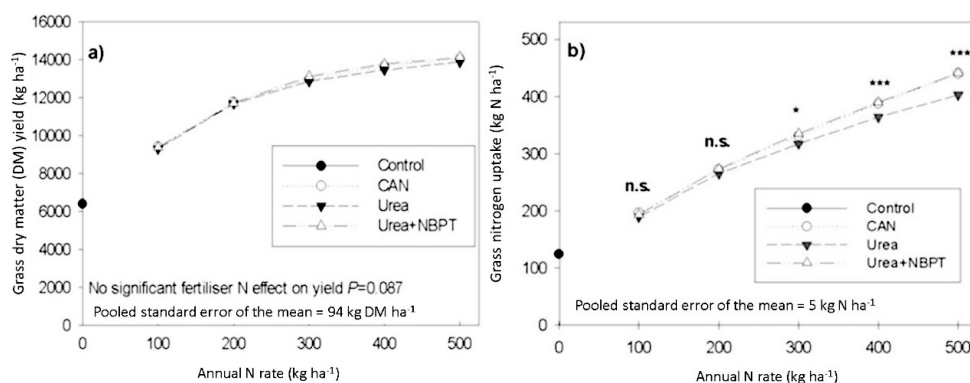 a)
Grass dry matter (DM) yield (kg ha⁻¹)
16000
14000
12000
10000
8000
6000
4000
2000
0
Control
CAN
Urea
Urea+NBPT
No significant fertiliser N effect on yield P=0.087
Pooled standard error of the mean = 94 kg DM ha⁻¹
0 100 200 300 400 500
Annual N rate (kg ha⁻¹)
b)
Grass nitrogen uptake (kg N ha⁻¹)
500
400
300
200
100
0
n.s.
n.s.
*
***
***
Control
CAN
Urea
Urea+NBPT
Pooled standard error of the mean = 5 kg N ha⁻¹
0 100 200 300 400 500
Annual N rate (kg ha⁻¹)